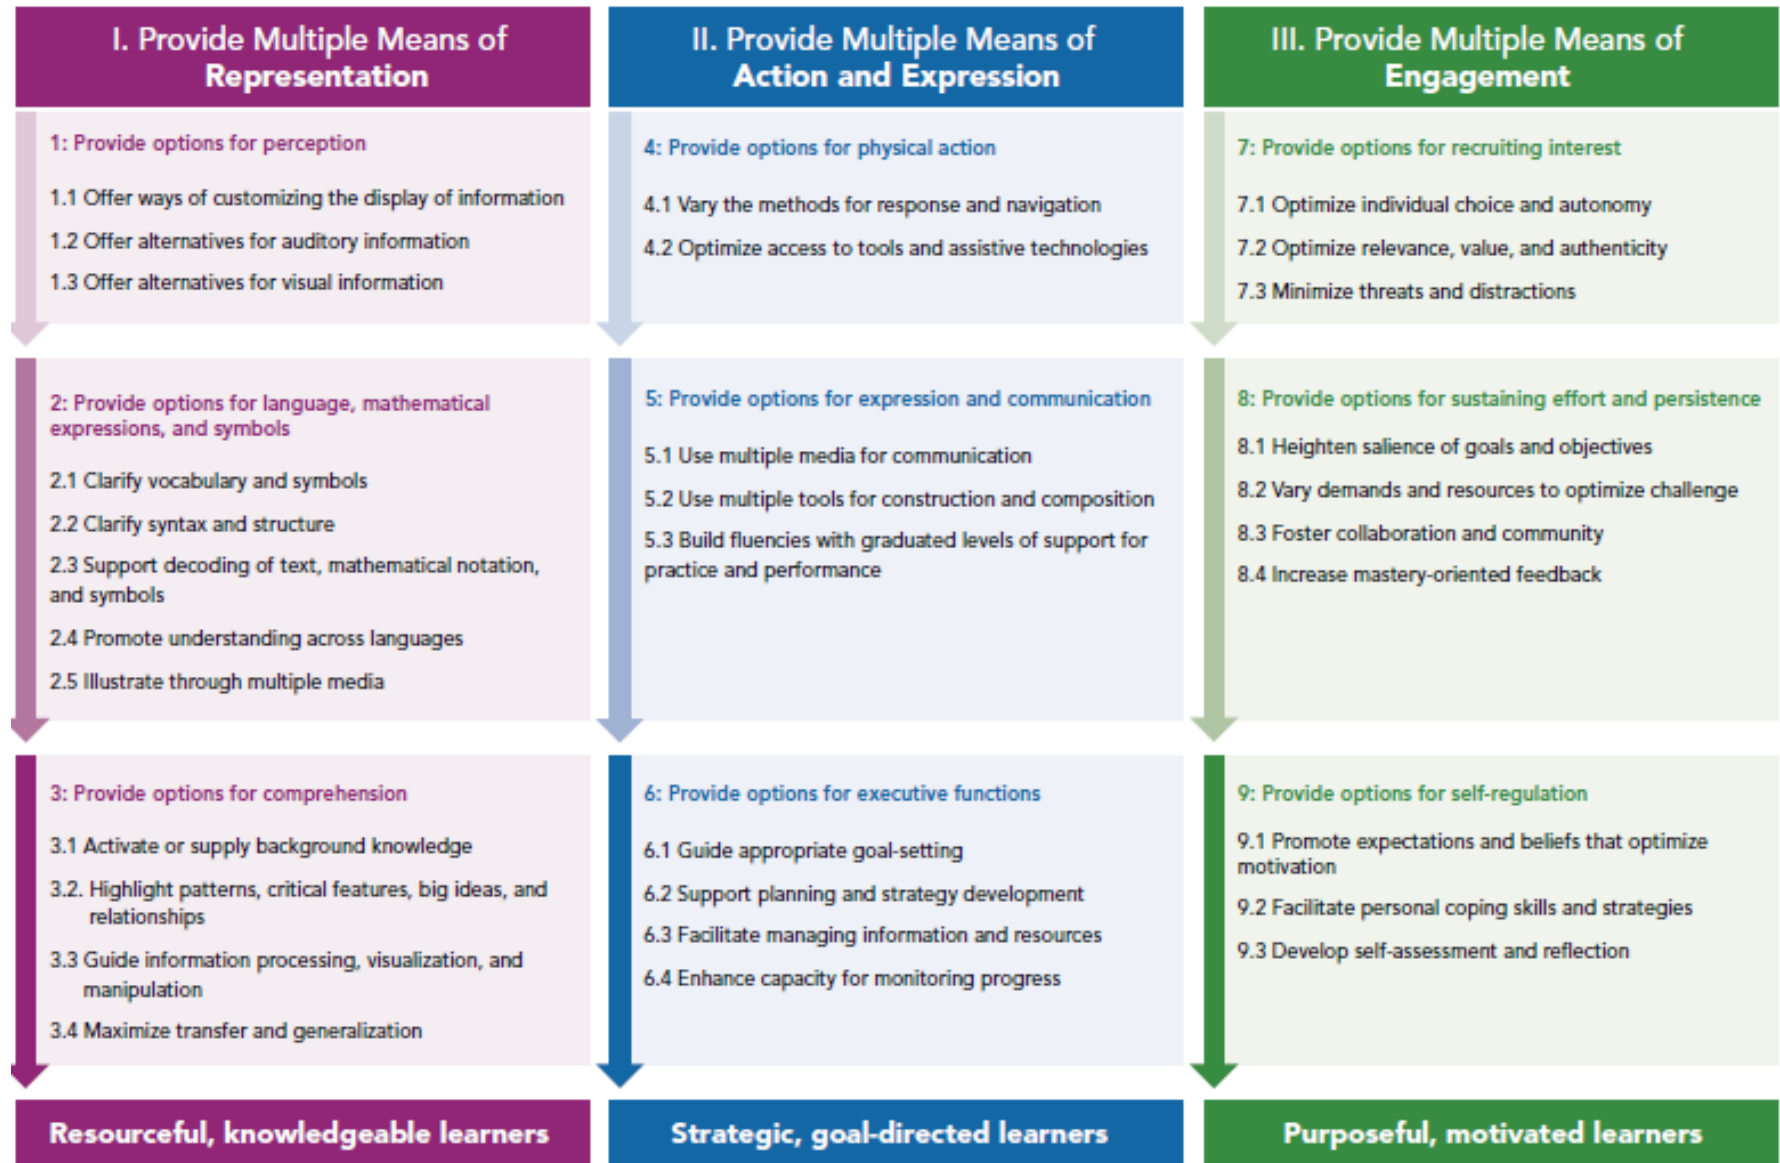 I. Provide Multiple Means of
Representation
1: Provide options for perception
1.1 Offer ways of customizing the display of information
1.2 Offer alternatives for auditory information
1.3 Offer alternatives for visual information
2: Provide options for language, mathematical
expressions, and symbols
2.1 Clarify vocabulary and symbols
2.2 Clarify syntax and structure
2.3 Support decoding of text, mathematical notation,
and symbols
2.4 Promote understanding across languages
2.5 Illustrate through multiple media
3: Provide options for comprehension
3.1 Activate or supply background knowledge
3.2. Highlight patterns, critical features, big ideas, and
relationships
3.3 Guide information processing, visualization, and
manipulation
3.4 Maximize transfer and generalization
Resourceful, knowledgeable learners
II. Provide Multiple Means of
Action and Expression
4: Provide options for physical action
4.1 Vary the methods for response and navigation
4.2 Optimize access to tools and assistive technologies
5: Provide options for expression and communication
5.1 Use multiple media for communication
5.2 Use multiple tools for construction and composition
5.3 Build fluencies with graduated levels of support for
practice and performance
6: Provide options for executive functions
6.1 Guide appropriate goal-setting
6.2 Support planning and strategy development
6.3 Facilitate managing information and resources
6.4 Enhance capacity for monitoring progress
Strategic, goal-directed learners
III. Provide Multiple Means of
Engagement
7: Provide options for recruiting interest
7.1 Optimize individual choice and autonomy
7.2 Optimize relevance, value, and authenticity
7.3 Minimize threats and distractions
8: Provide options for sustaining effort and persistence
8.1 Heighten salience of goals and objectives
8.2 Vary demands and resources to optimize challenge
8.3 Foster collaboration and community
8.4 Increase mastery-oriented feedback
9: Provide options for self-regulation
9.1 Promote expectations and beliefs that optimize
motivation
9.2 Facilitate personal coping skills and strategies
9.3 Develop self-assessment and reflection
Purposeful, motivated learners